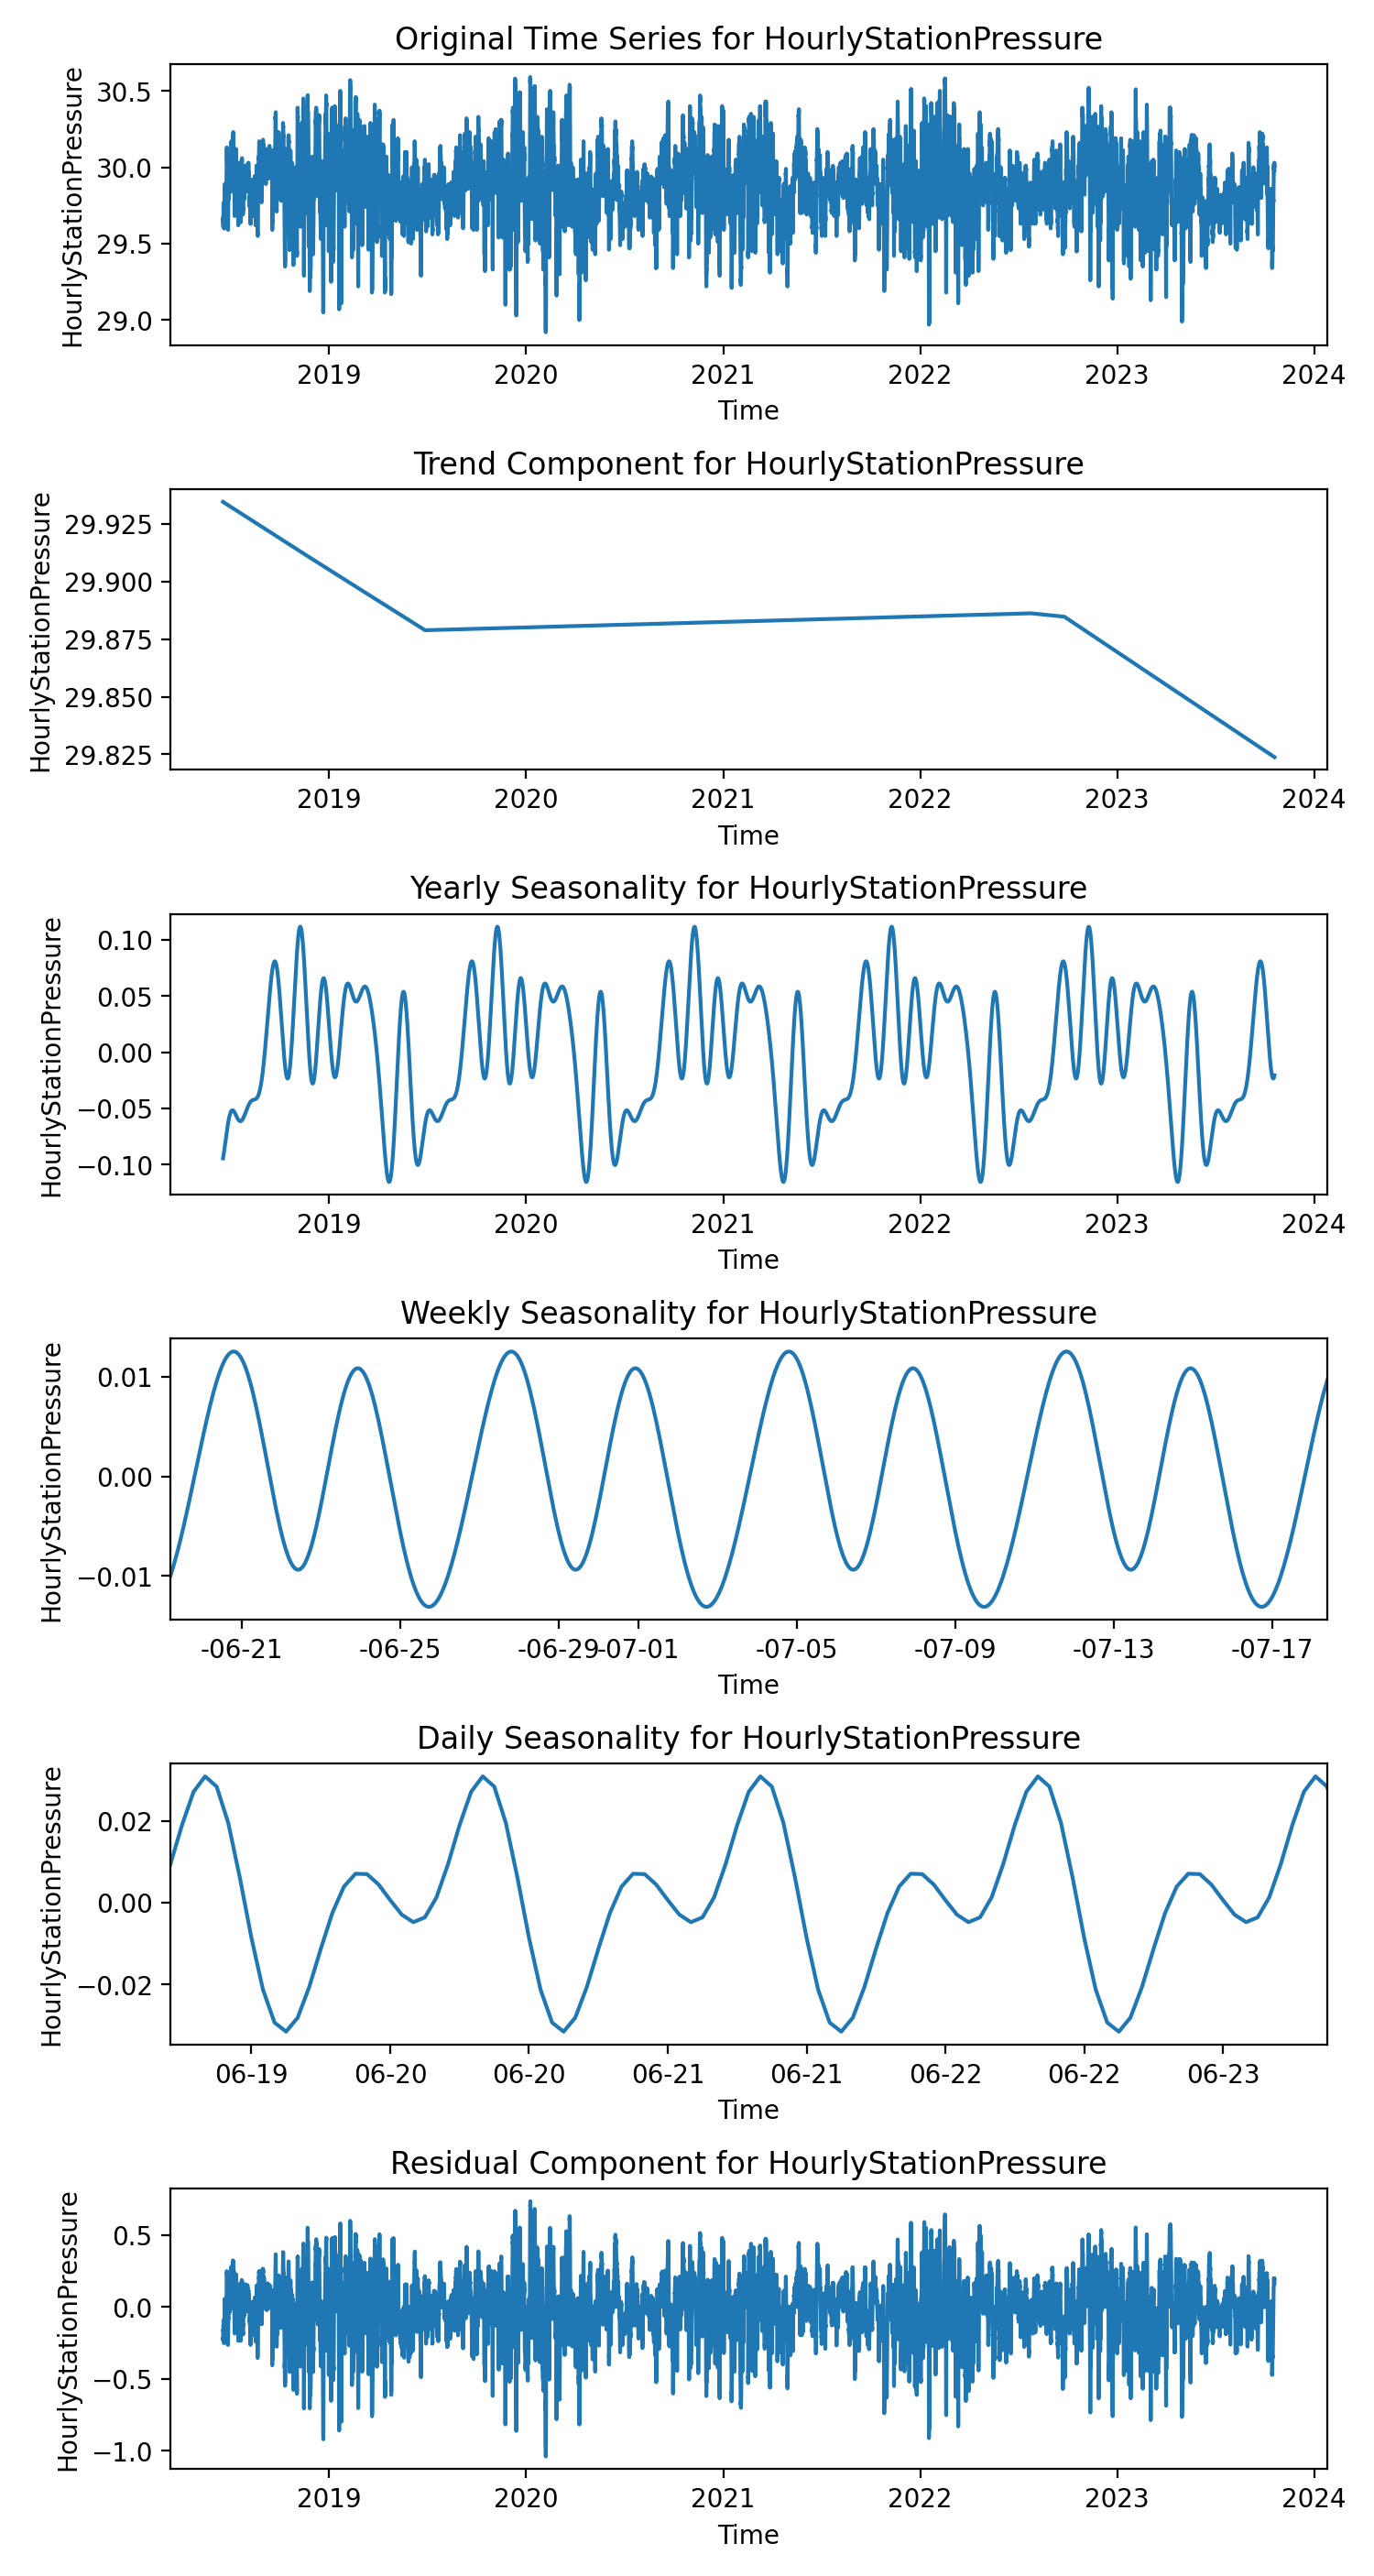 Original Time Series for HourlyStationPressure
HourlyStationPressure
30.5
30.0
29.5
29.0
2019 2020 2021 2022 2023 2024
Time
Trend Component for HourlyStationPressure
HourlyStationPressure
29.925
29.900
29.875
29.850
29.825
2019 2020 2021 2022 2023 2024
Time
Yearly Seasonality for HourlyStationPressure
HourlyStationPressure
0.10
0.05
0.00
−0.05
−0.10
2019 2020 2021 2022 2023 2024
Time
Weekly Seasonality for HourlyStationPressure
HourlyStationPressure
0.01
0.00
−0.01
-06-21 -06-25 -06-29 -07-01 -07-05 -07-09 -07-13 -07-17
Time
Daily Seasonality for HourlyStationPressure
HourlyStationPressure
0.02
0.00
−0.02
06-19 06-20 06-20 06-21 06-21 06-22 06-22 06-23
Time
Residual Component for HourlyStationPressure
HourlyStationPressure
0.5
0.0
−0.5
−1.0
2019 2020 2021 2022 2023 2024
Time